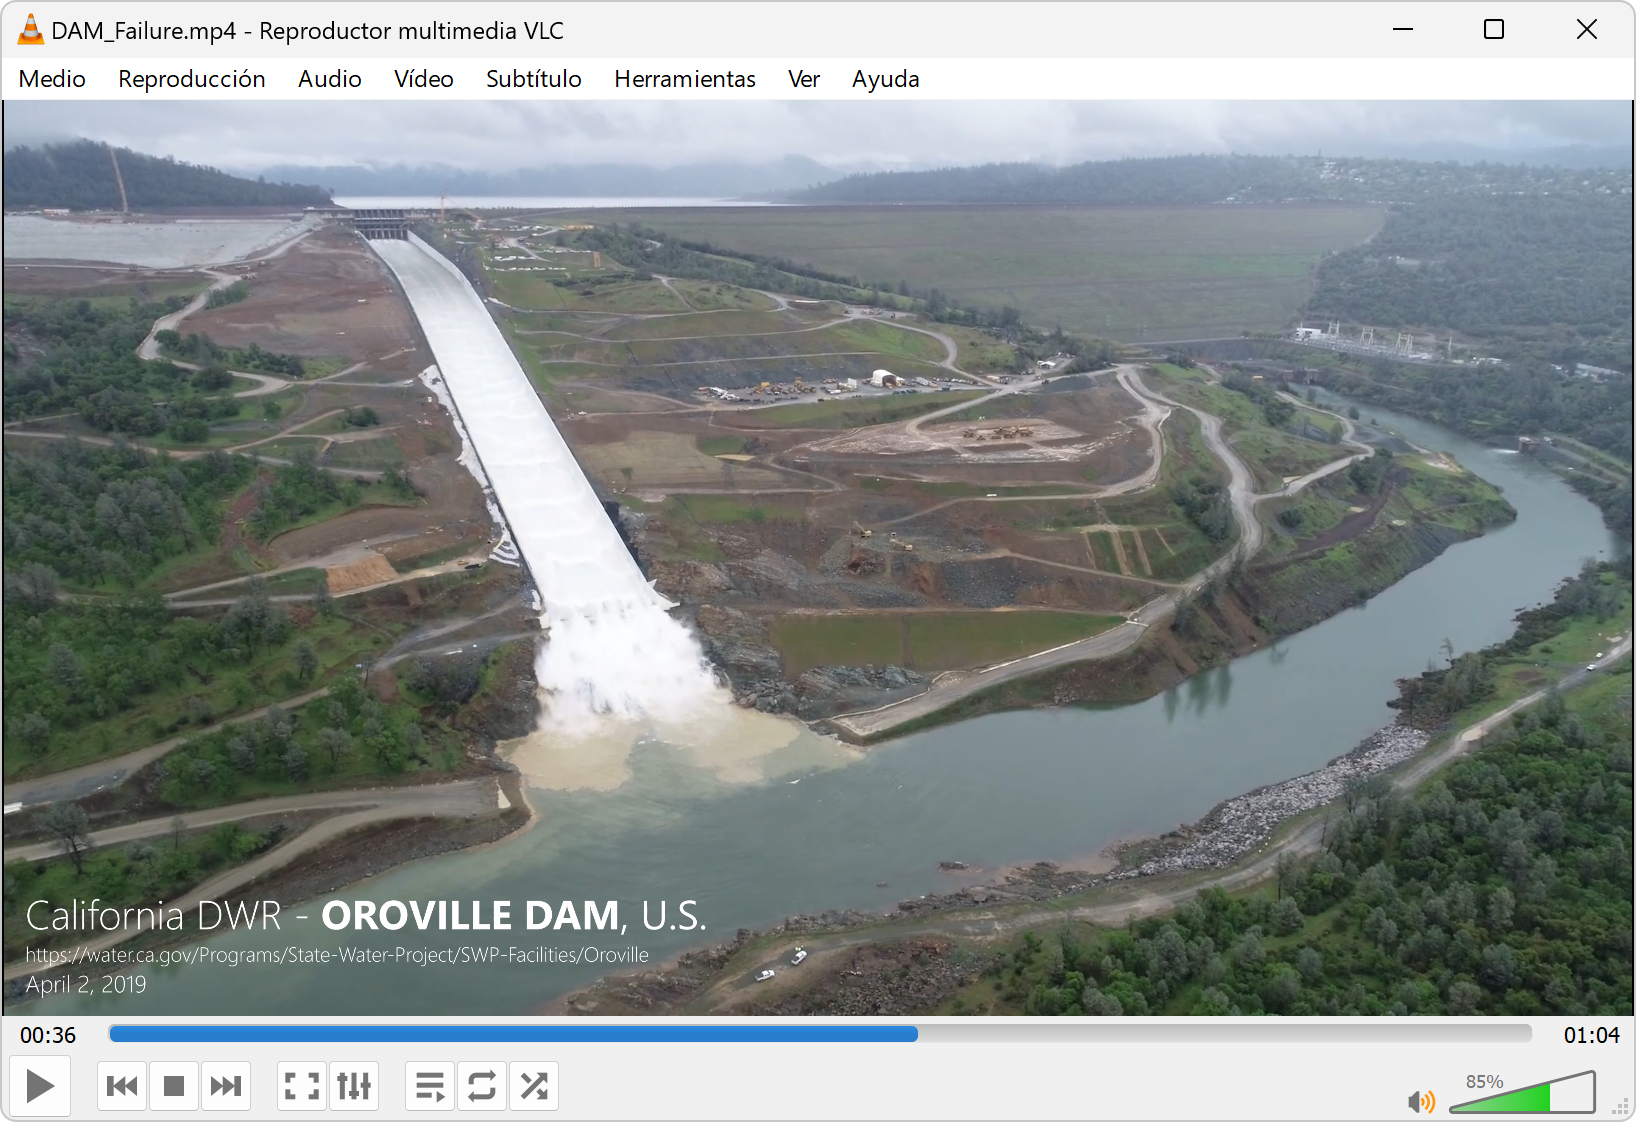 DAM_Failure.mp4 - Reproductor multimedia VLC
Medio Reproducción Audio Vídeo Subtítulo Herramientas Ver Ayuda
California DWR - OROVILLE DAM, U.S.
https://water.ca.gov/Programs/State-Water-Project/SWP-Facilities/Oroville
April 2, 2019
00:36 01:04
85%